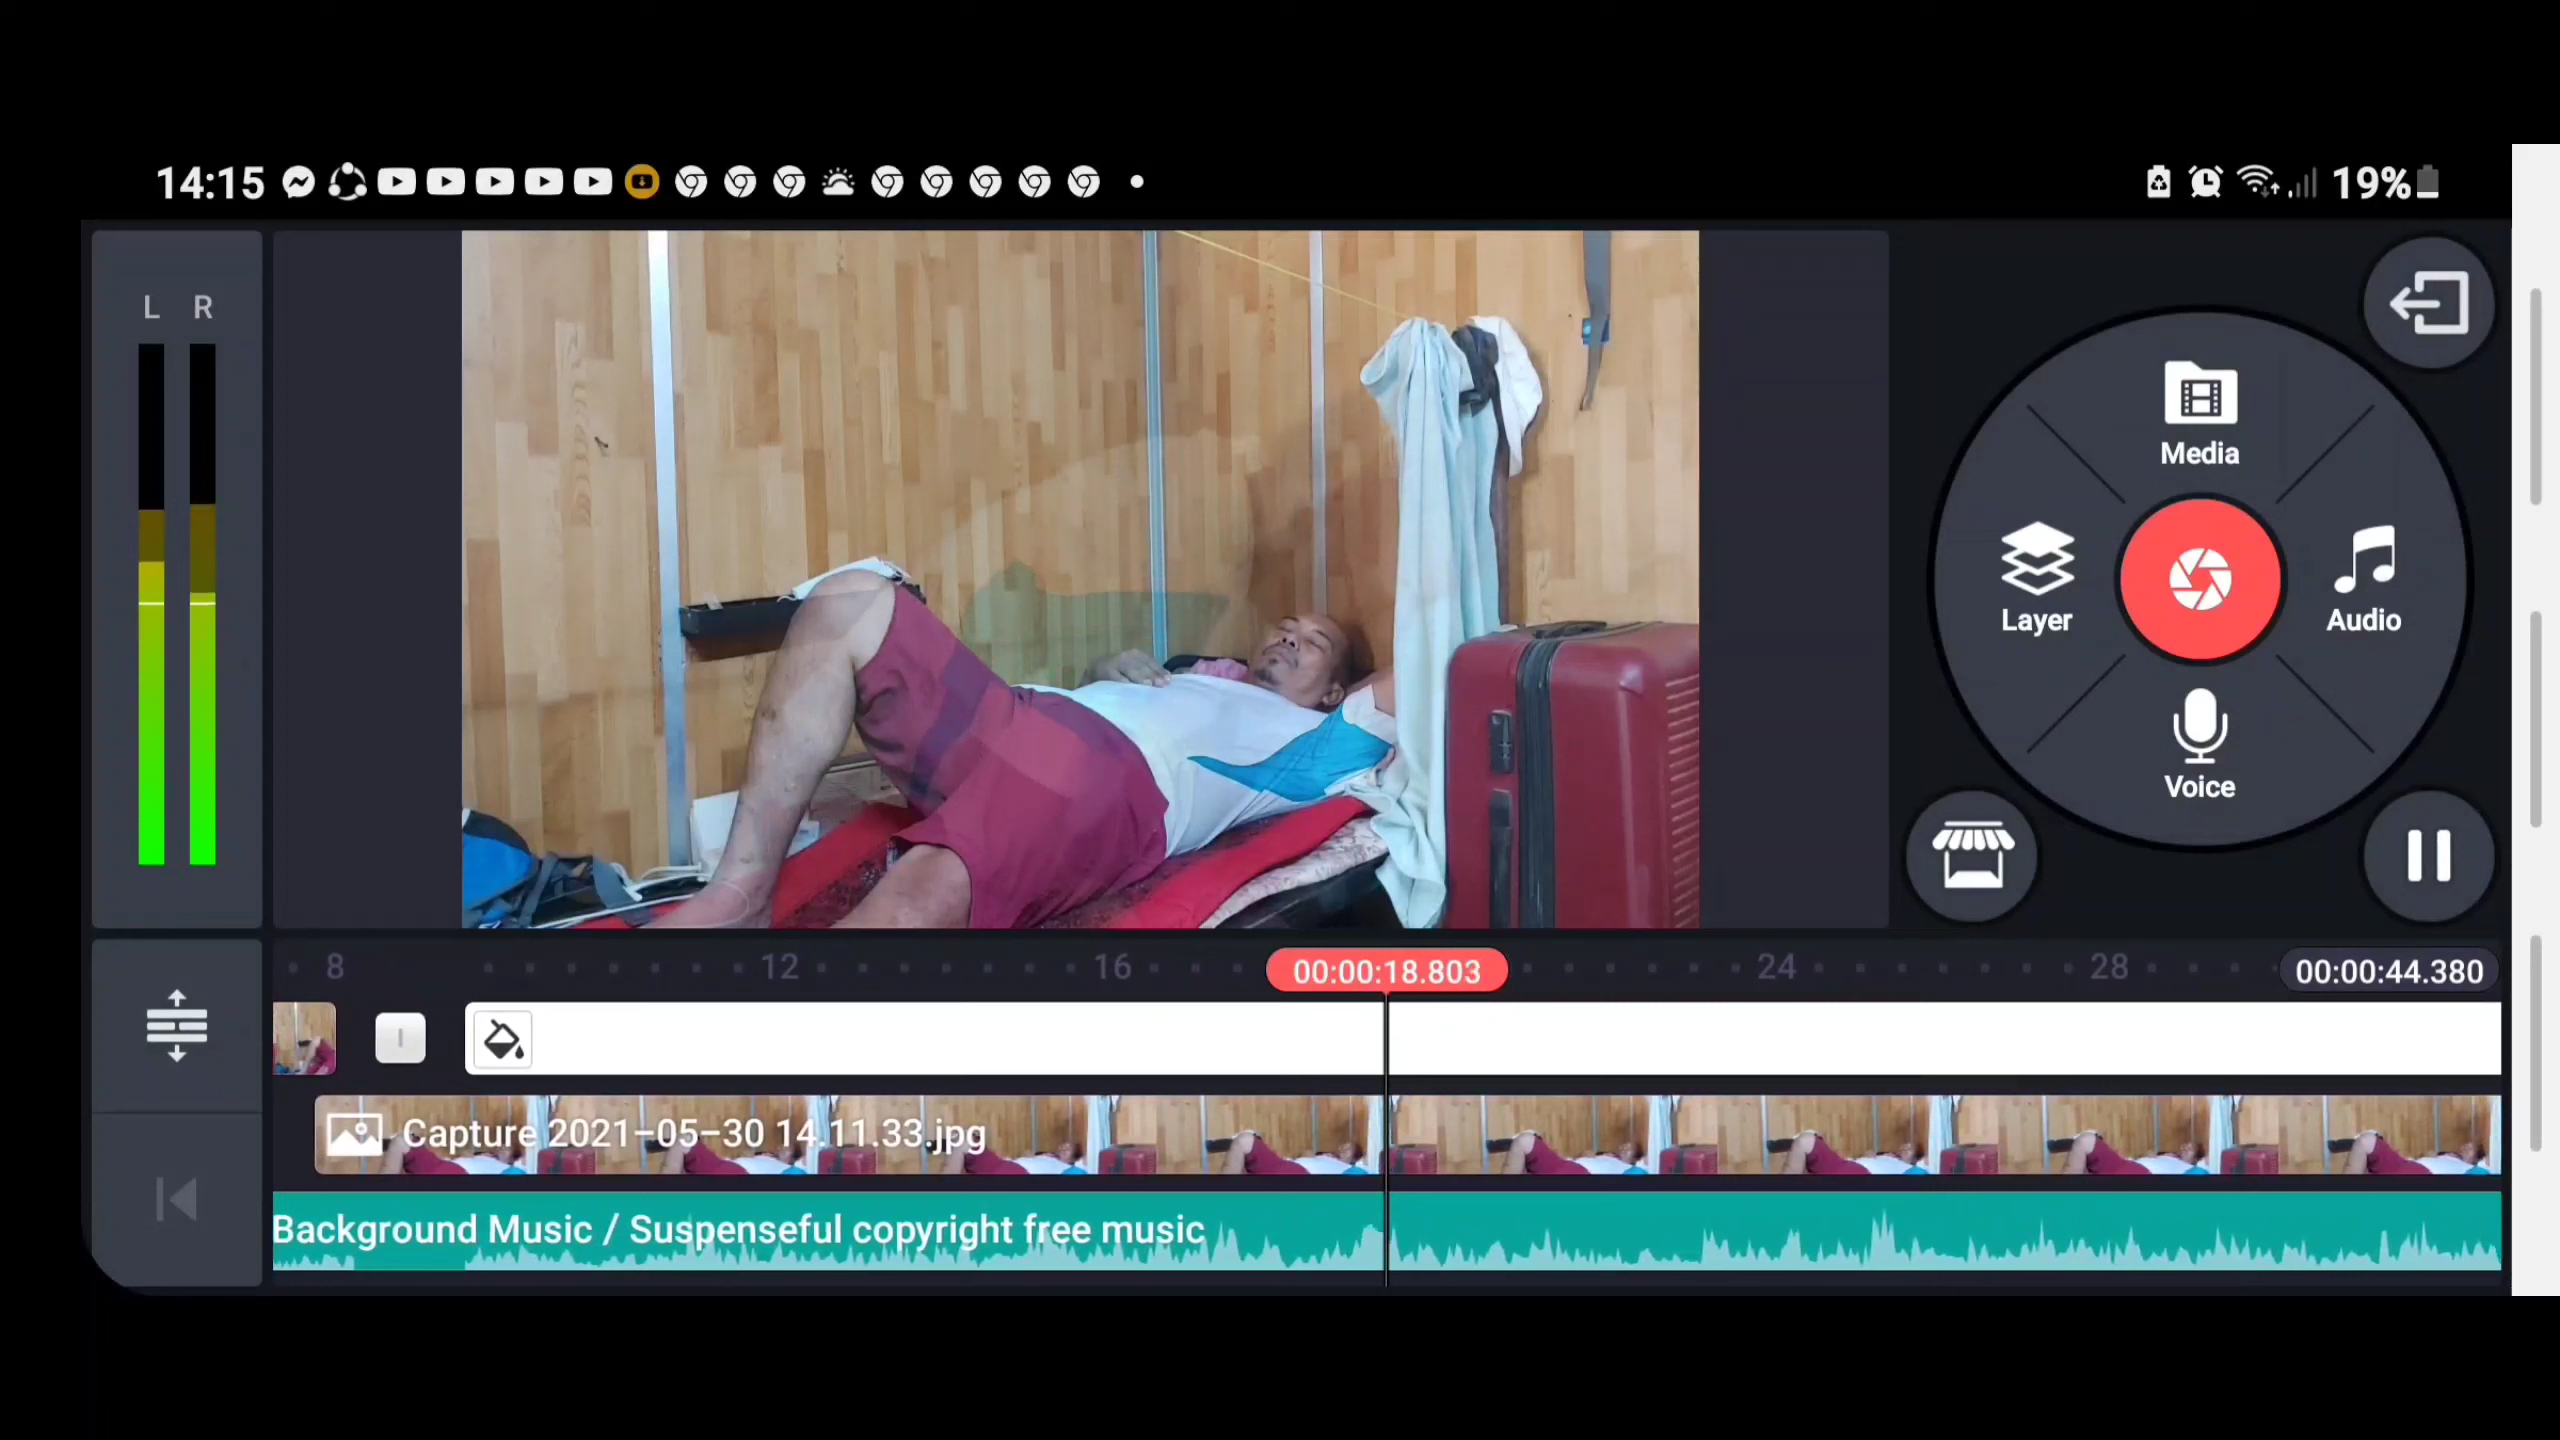 14:15
19%
L R
Media
Layer
Audio
Voice
8 12 16 00:00:18.803 24 28 00:00:44.380
Capture 2021-05-30 14.11.33.jpg
Background Music / Suspenseful copyright free music